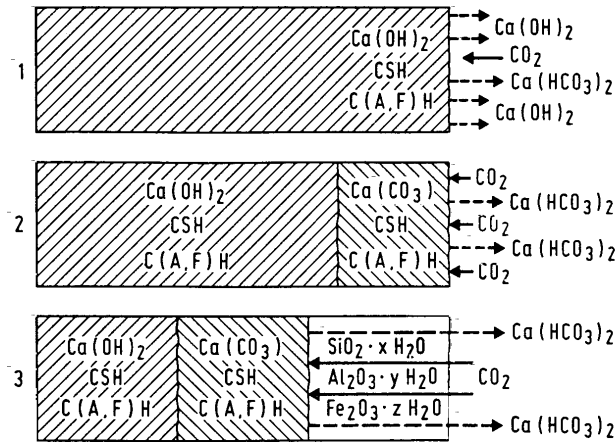 1
Ca(OH)₂
CSH
C(A,F)H
Ca(OH)₂
CO₂
Ca(HCO₃)₂
Ca(OH)₂
2
Ca(OH)₂
CSH
C(A,F)H
Ca(CO₃)
CSH
C(A,F)H
CO₂
Ca(HCO₃)₂
CO₂
Ca(HCO₃)₂
CO₂
3
Ca(OH)₂
CSH
C(A,F)H
Ca(CO₃)
CSH
C(A,F)H
SiO₂·x H₂O
Al₂O₃·y H₂O
Fe₂O₃·z H₂O
Ca(HCO₃)₂
CO₂
Ca(HCO₃)₂